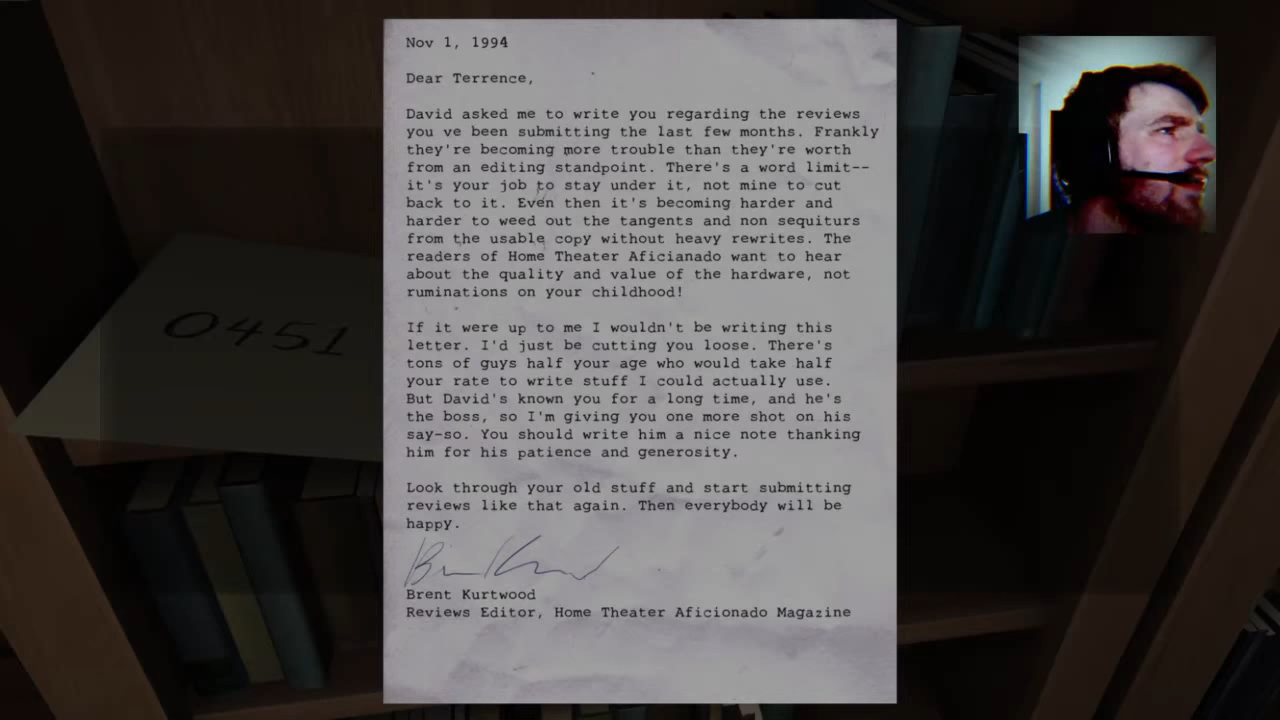 Nov 1, 1994
Dear Terrence,
David asked me to write you regarding the reviews
you ve been submitting the last few months. Frankly
they're becoming more trouble than they're worth
from an editing standpoint. There's a word limit--
it's your job to stay under it, not mine to cut
back to it. Even then it's becoming harder and
harder to weed out the tangents and non sequiturs
from the usable copy without heavy rewrites. The
readers of Home Theater Aficianado want to hear
about the quality and value of the hardware, not
ruminations on your childhood!
If it were up to me I wouldn't be writing this
letter. I'd just be cutting you loose. There's
tons of guys half your age who would take half
your rate to write stuff I could actually use.
But David's known you for a long time, and he's
the boss, so I'm giving you one more shot on his
say-so. You should write him a nice note thanking
him for his patience and generosity.
Look through your old stuff and start submitting
reviews like that again. Then everybody will be
happy.
Brent Kurtwood
Reviews Editor, Home Theater Aficionado Magazine
0451